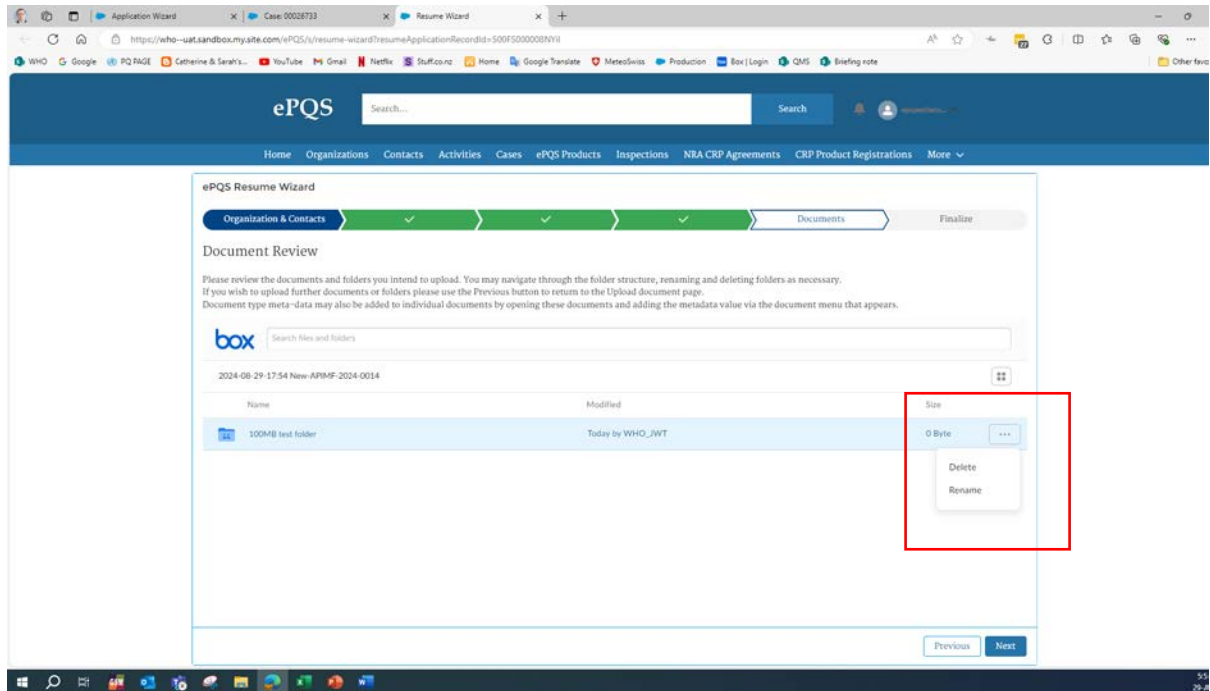 Application Wizard
Case: 00026733
Resume Wizard
https://who--uat.sandbox.my.site.com/ePQS/s/resume-wizard?resumeApplicationRecordId=500FS000008NYil
WHO Google PQ PAGE Catherine & Sarah's... YouTube Gmail Netflix Stuff.co.nz Home Google Translate MeteoSwiss Production Box | Login QMS Briefing note Other favo
ePQS
Search...
Search
Home Organizations Contacts Activities Cases ePQS Products Inspections NRA CRP Agreements CRP Product Registrations More
ePQS Resume Wizard
Organization & Contacts Documents Finalize
Document Review
Please review the documents and folders you intend to upload. You may navigate through the folder structure, renaming and deleting folders as necessary.
If you wish to upload further documents or folders please use the Previous button to return to the Upload document page.
Document type meta-data may also be added to individual documents by opening these documents and adding the metadata value via the document menu that appears.
box
Search files and folders
2024-08-29-17:54 New-APIMF-2024-0014
Name Modified Size
100MB test folder Today by WHO_JWT 0 Byte
Delete
Rename
Previous Next